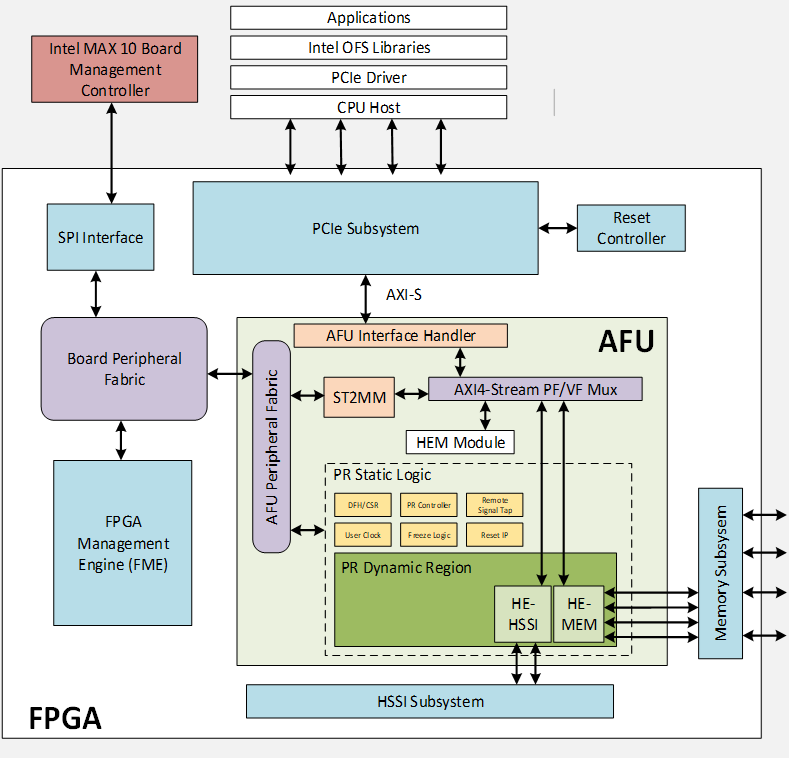 Applications
Intel OFS Libraries
PCIe Driver
CPU Host
Intel MAX 10 Board
Management
Controller
SPI Interface
PCIe Subsystem
Reset
Controller
AXI-S
Board Peripheral
Fabric
AFU
AFU Interface Handler
AFU Peripheral Fabric
ST2MM
AXI4-Stream PF/VF Mux
HEM Module
FPGA
Management
Engine (FME)
PR Static Logic
DFH/CSR
PR Controller
Remote
Signal Tap
User Clock
Freeze Logic
Reset IP
PR Dynamic Region
HE-
HSSI
HE-
MEM
Memory Subsysem
HSSI Subsystem
FPGA